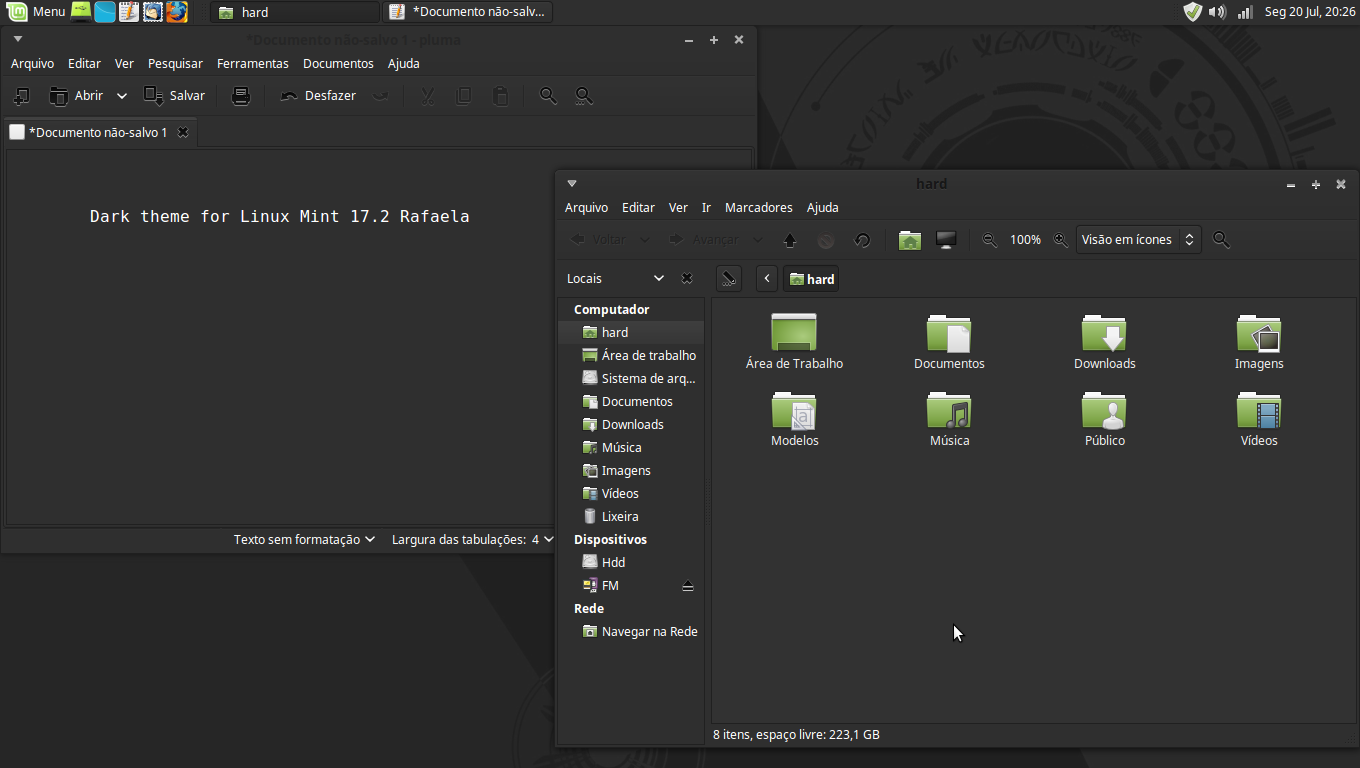 Menu hard *Documento não-salv... Seg 20 Jul, 20:26
*Documento não-salvo 1 - pluma
Arquivo Editar Ver Pesquisar Ferramentas Documentos Ajuda
Abrir Salvar Desfazer
*Documento não-salvo 1
Dark theme for Linux Mint 17.2 Rafaela
Texto sem formatação Largura das tabulações: 4
hard
Arquivo Editar Ver Ir Marcadores Ajuda
Voltar Avançar 100% Visão em ícones
Locais hard
Computador
hard
Área de trabalho
Sistema de arq...
Documentos
Downloads
Música
Imagens
Vídeos
Lixeira
Dispositivos
Hdd
FM
Rede
Navegar na Rede
Área de Trabalho Documentos Downloads Imagens
Modelos Música Público Vídeos
8 itens, espaço livre: 223,1 GB